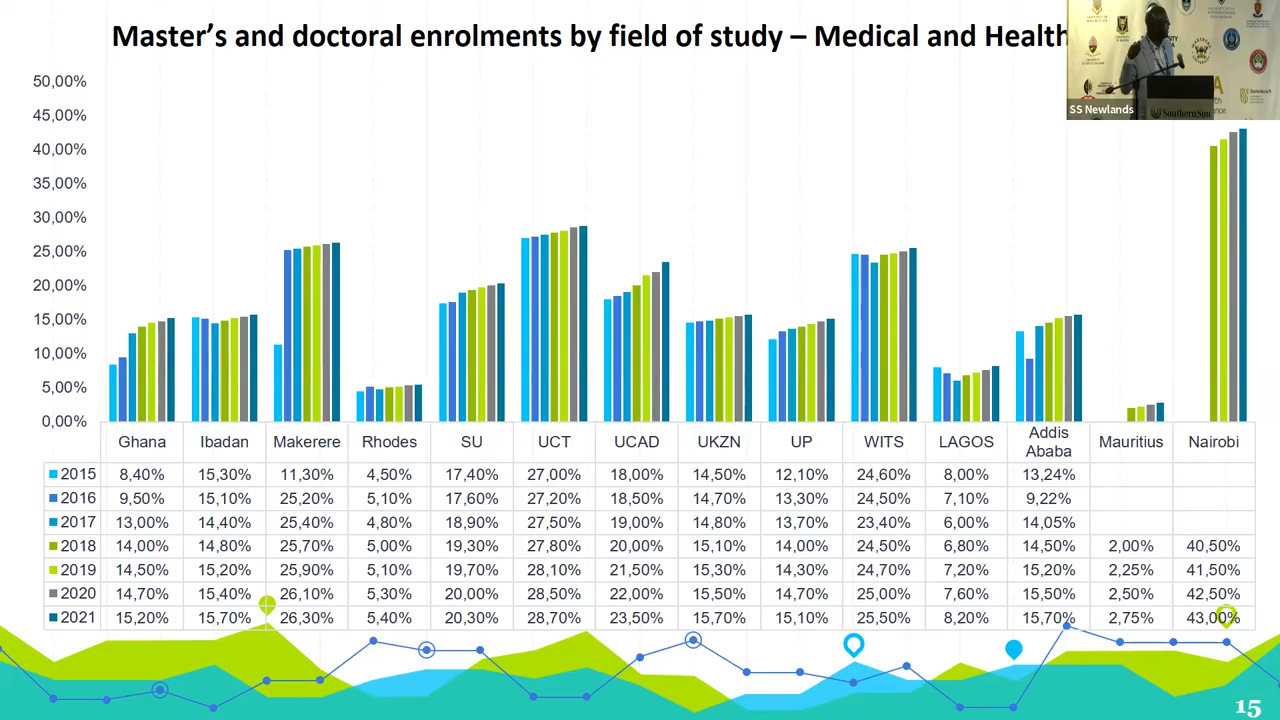 Master's and doctoral enrolments by field of study – Medical and Health
SS Newlands
SouthernSun
50,00%
45,00%
40,00%
35,00%
30,00%
25,00%
20,00%
15,00%
10,00%
5,00%
0,00%
Ghana Ibadan Makerere Rhodes SU UCT UCAD UKZN UP WITS LAGOS Addis Ababa Mauritius Nairobi
2015 8,40% 15,30% 11,30% 4,50% 17,40% 27,00% 18,00% 14,50% 12,10% 24,60% 8,00% 13,24%
2016 9,50% 15,10% 25,20% 5,10% 17,60% 27,20% 18,50% 14,70% 13,30% 24,50% 7,10% 9,22%
2017 13,00% 14,40% 25,40% 4,80% 18,90% 27,50% 19,00% 14,80% 13,70% 23,40% 6,00% 14,05%
2018 14,00% 14,80% 25,70% 5,00% 19,30% 27,80% 20,00% 15,10% 14,00% 24,50% 6,80% 14,50% 2,00% 40,50%
2019 14,50% 15,20% 25,90% 5,10% 19,70% 28,10% 21,50% 15,30% 14,30% 24,70% 7,20% 15,20% 2,25% 41,50%
2020 14,70% 15,40% 26,10% 5,30% 20,00% 28,50% 22,00% 15,50% 14,70% 25,00% 7,60% 15,50% 2,50% 42,50%
2021 15,20% 15,70% 26,30% 5,40% 20,30% 28,70% 23,50% 15,70% 15,10% 25,50% 8,20% 15,70% 2,75% 43,00%
15